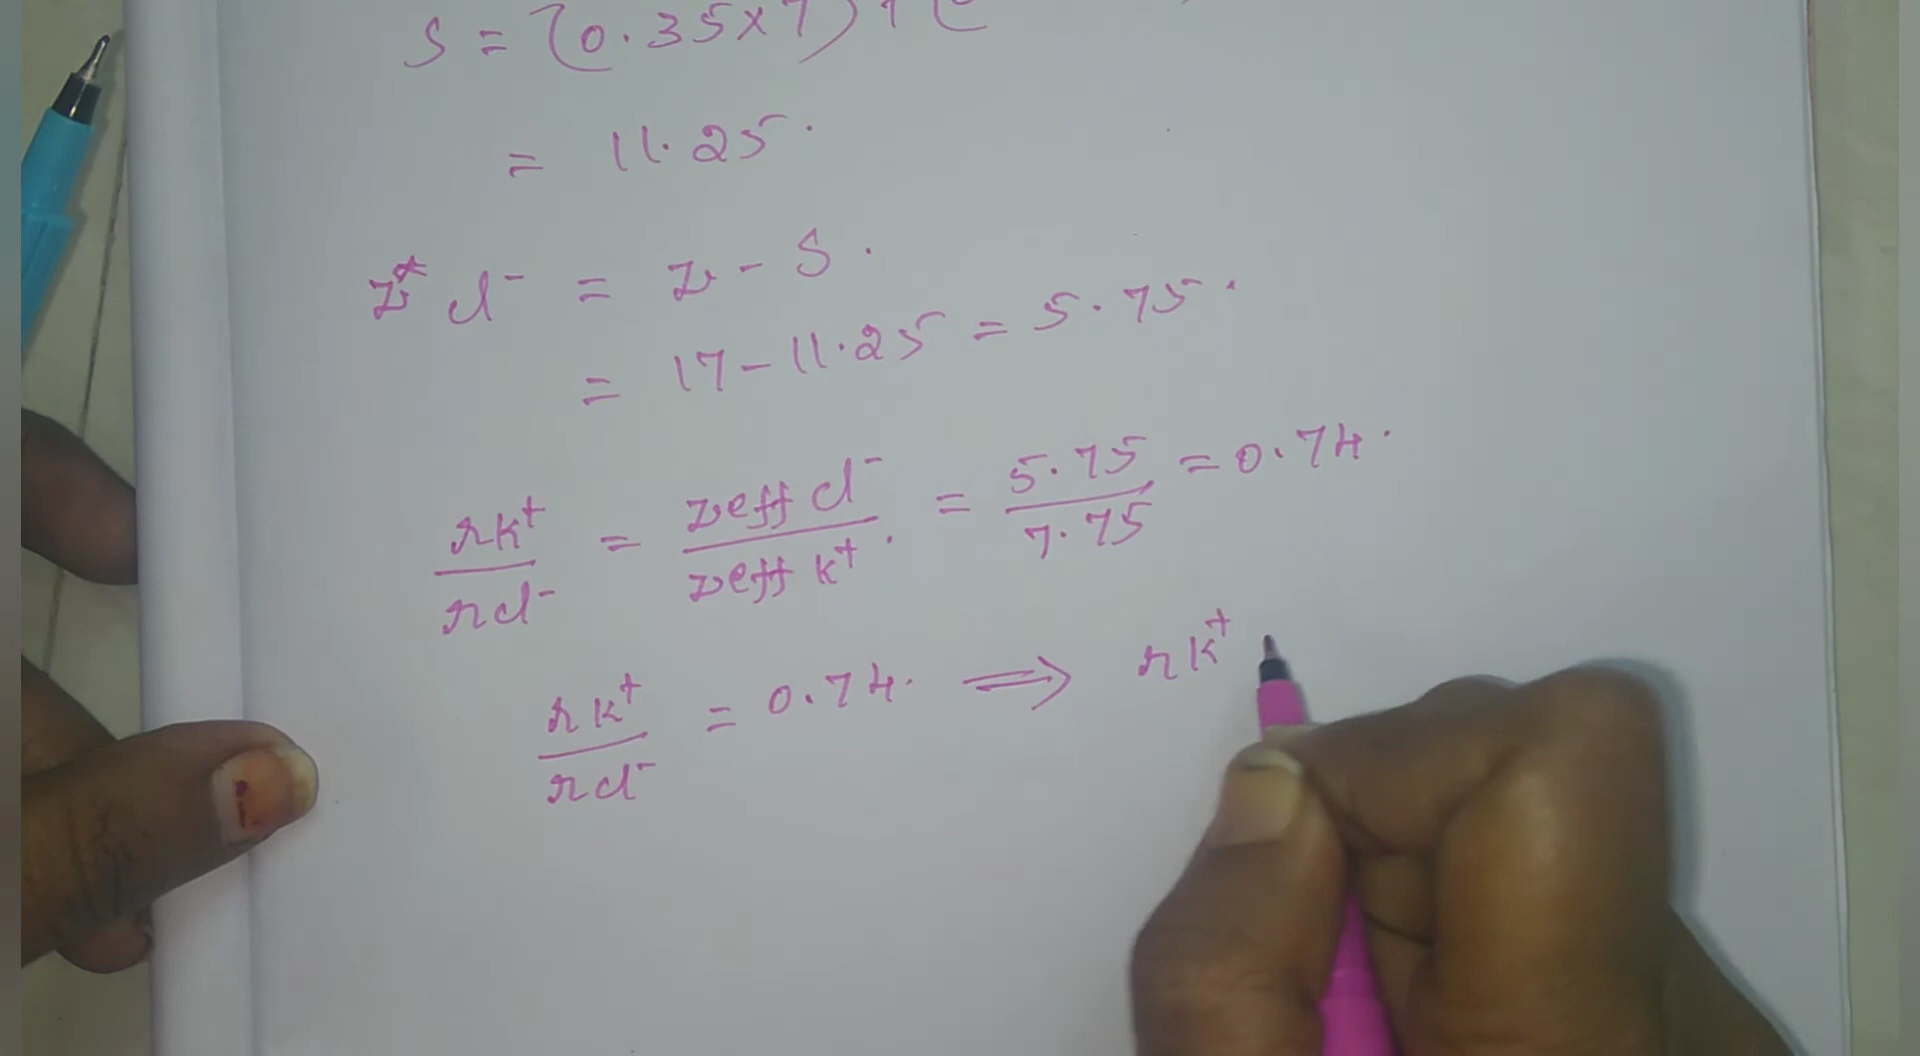 S = (0.35×7) + (
= 11.25.
Z* Cl⁻ = Z - S.
= 17 - 11.25 = 5.75.
rK⁺/rCl⁻ = Zeff Cl⁻/Zeff K⁺. = 5.75/7.75 = 0.74.
rK⁺/rCl⁻ = 0.74. ⟹ rK⁺